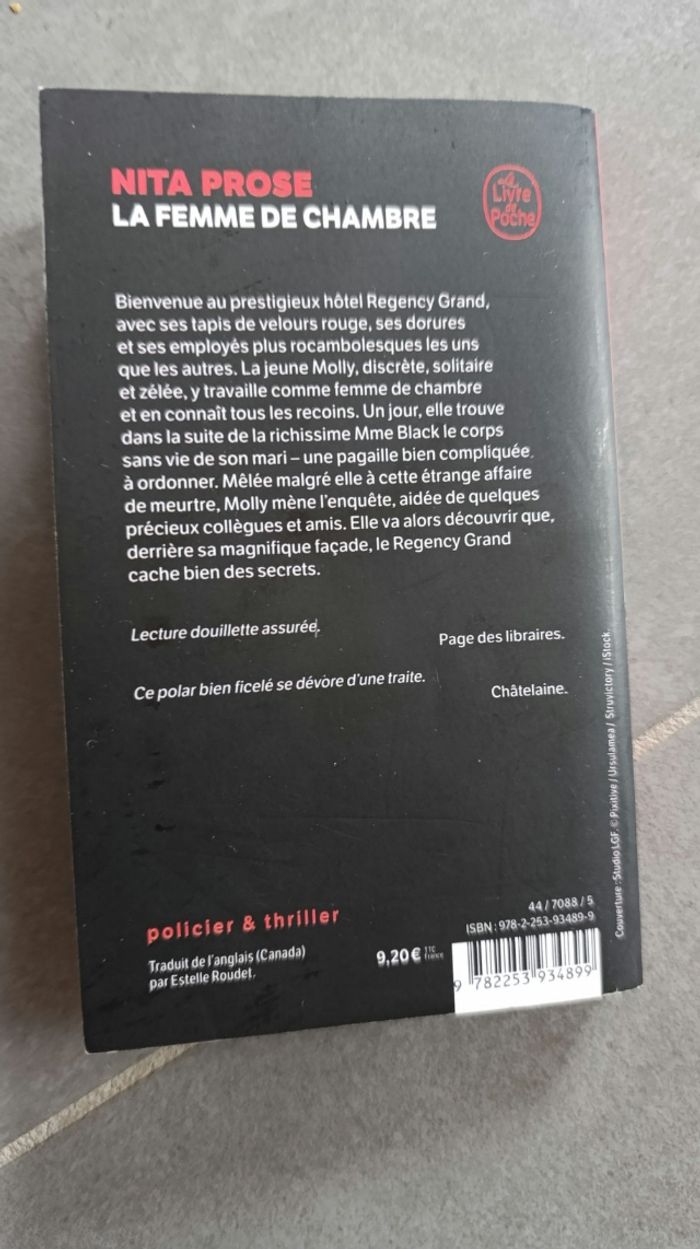 NITA PROSE
LA FEMME DE CHAMBRE
Le
Livre
de
Poche
Bienvenue au prestigieux hôtel Regency Grand,
avec ses tapis de velours rouge, ses dorures
et ses employés plus rocambolesques les uns
que les autres. La jeune Molly, discrète, solitaire
et zélée, y travaille comme femme de chambre
et en connaît tous les recoins. Un jour, elle trouve
dans la suite de la richissime Mme Black le corps
sans vie de son mari – une pagaille bien compliquée
à ordonner. Mêlée malgré elle à cette étrange affaire
de meurtre, Molly mène l'enquête, aidée de quelques
précieux collègues et amis. Elle va alors découvrir que,
derrière sa magnifique façade, le Regency Grand
cache bien des secrets.
Lecture douillette assurée.
Page des libraires.
Ce polar bien ficelé se dévore d'une traite.
Châtelaine.
policier & thriller
Traduit de l'anglais (Canada)
par Estelle Roudet.
9,20 € TTC
France
44 / 7088 / 5
ISBN : 978-2-253-93489-9
9 782253 934899
Couverture : Studio LGF. © Pixitive / Ursulamea / Struvictory / iStock.